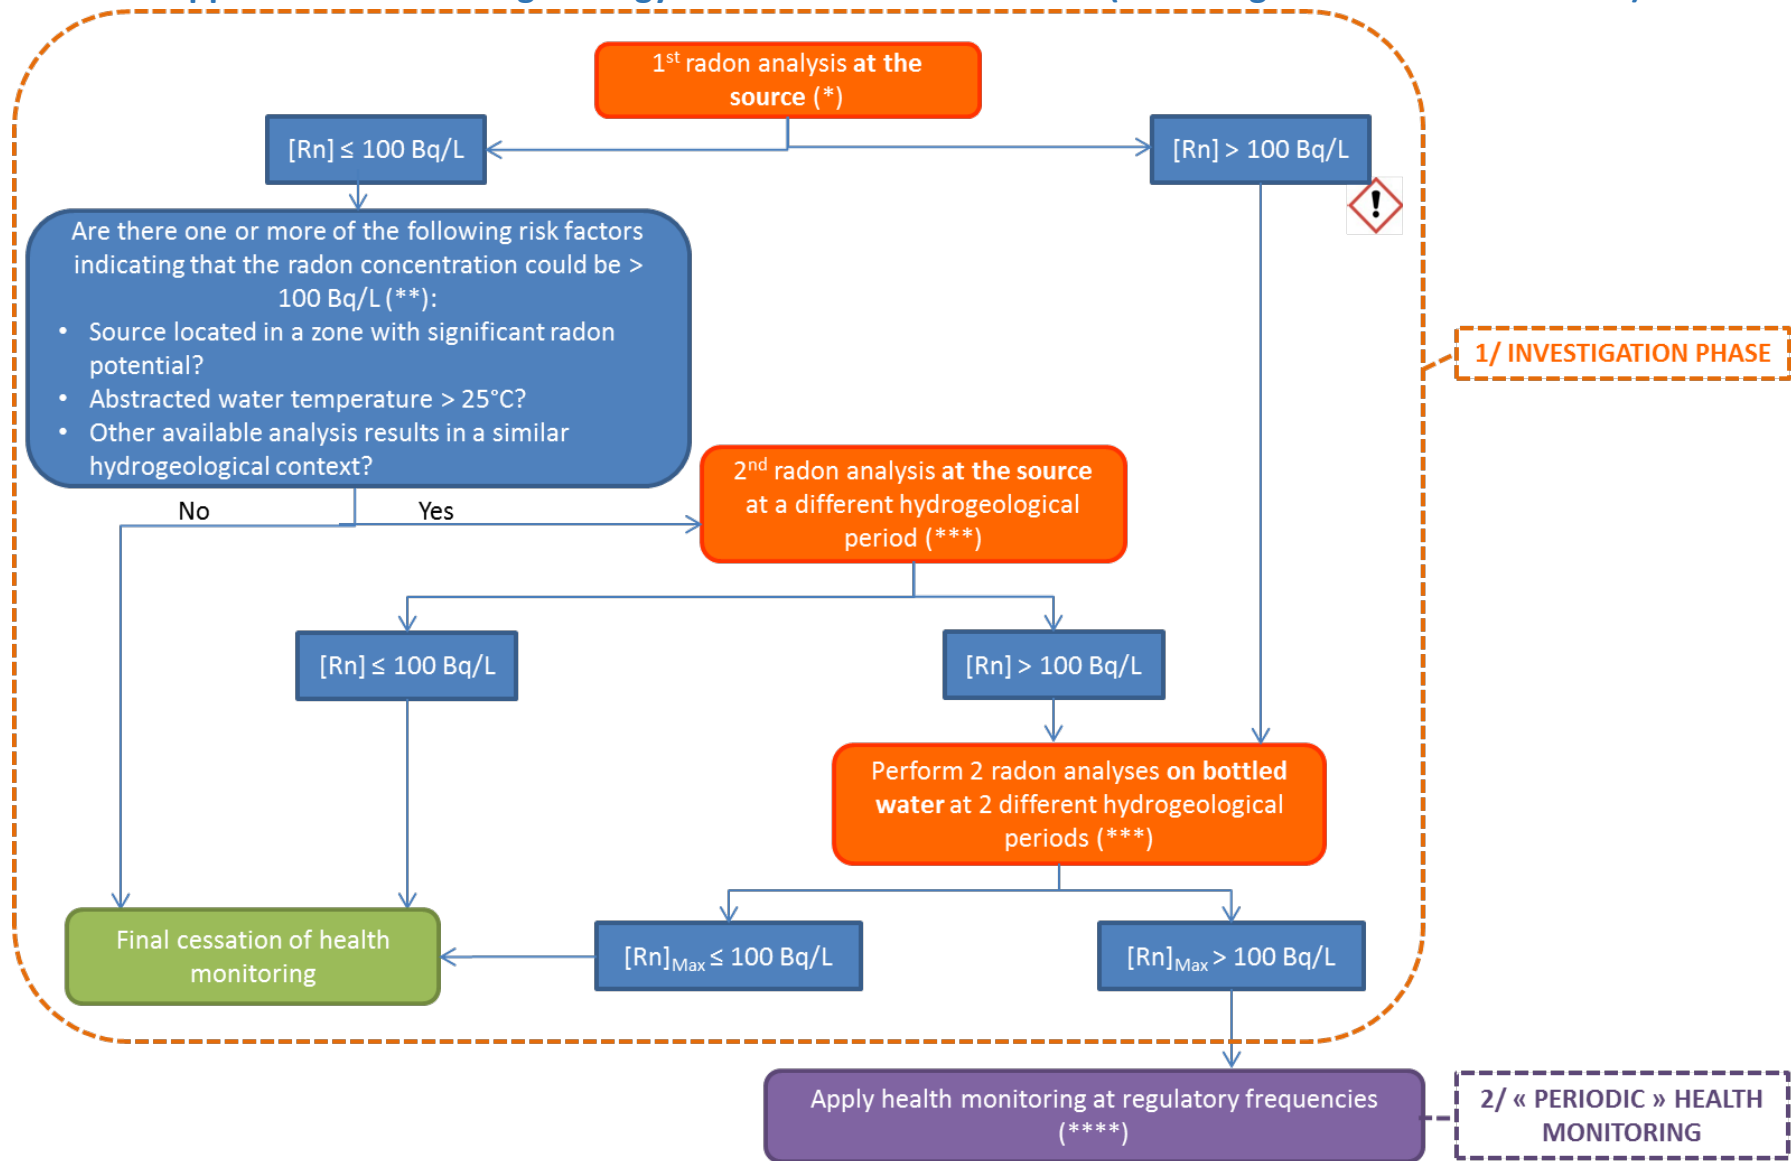 1st radon analysis at the
source (*)
[Rn] ≤ 100 Bq/L
[Rn] > 100 Bq/L
!
Are there one or more of the following risk factors
indicating that the radon concentration could be >
100 Bq/L (**):
• Source located in a zone with significant radon
potential?
• Abstracted water temperature > 25°C?
• Other available analysis results in a similar
hydrogeological context?
1/ INVESTIGATION PHASE
No
Yes
2nd radon analysis at the source
at a different hydrogeological
period (***)
[Rn] ≤ 100 Bq/L
[Rn] > 100 Bq/L
Perform 2 radon analyses on bottled
water at 2 different hydrogeological
periods (***)
Final cessation of health
monitoring
[Rn]Max ≤ 100 Bq/L
[Rn]Max > 100 Bq/L
Apply health monitoring at regulatory frequencies
(****)
2/ « PERIODIC » HEALTH
MONITORING